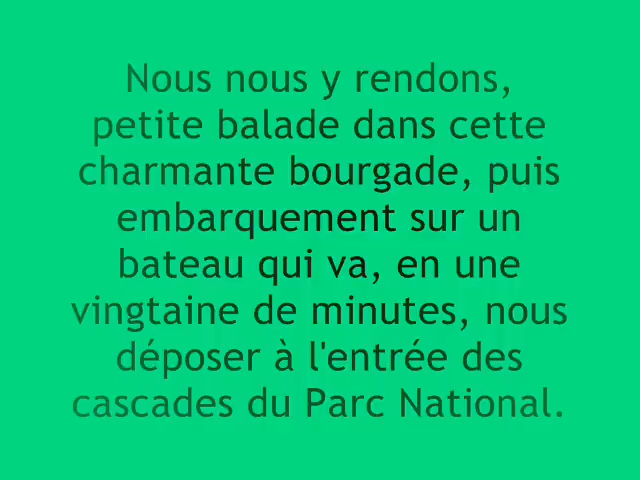 Nous nous y rendons,
petite balade dans cette
charmante bourgade, puis
embarquement sur un
bateau qui va, en une
vingtaine de minutes, nous
déposer à l'entrée des
cascades du Parc National.